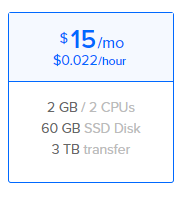 $15/mo
$0.022/hour
2 GB / 2 CPUs
60 GB SSD Disk
3 TB transfer